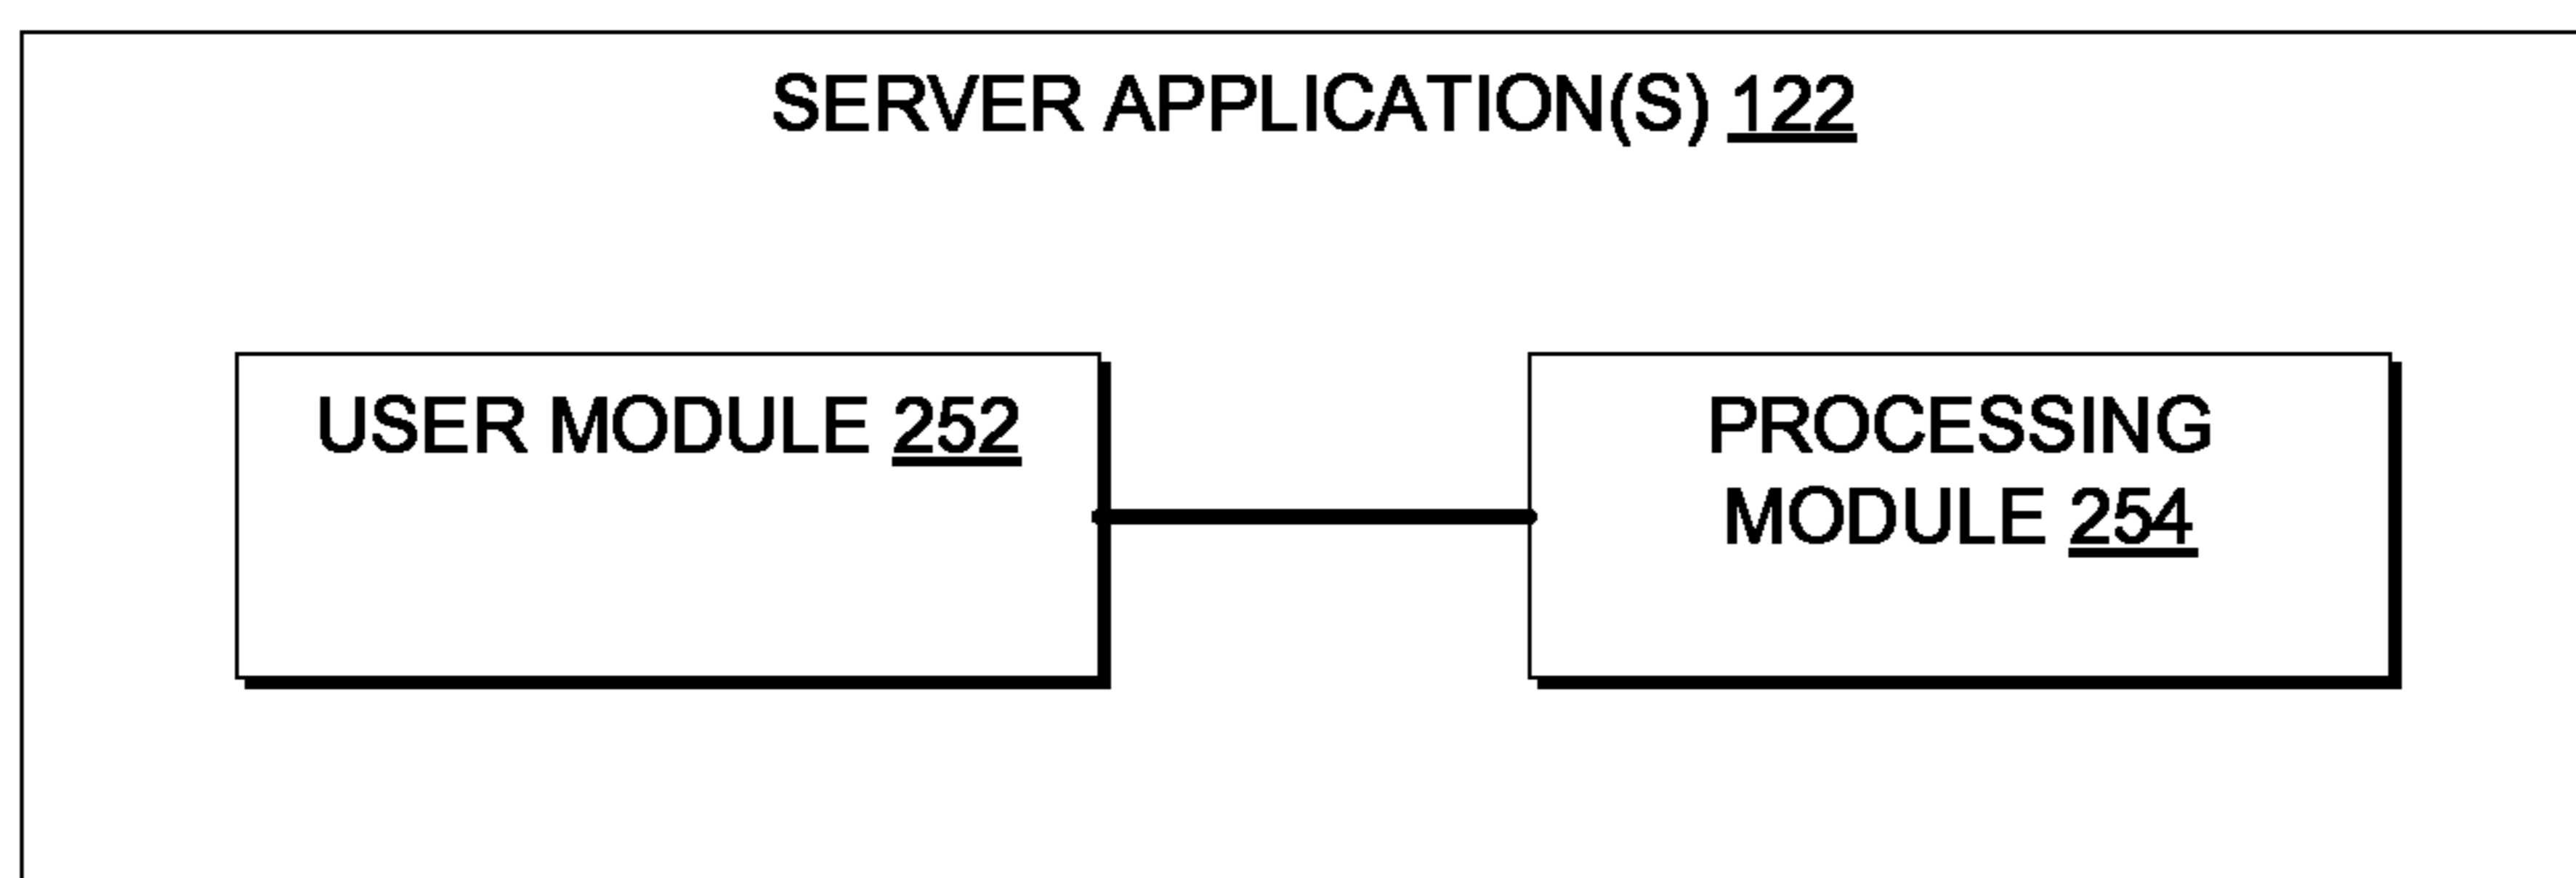 SERVER APPLICATION(S) 122
USER MODULE 252
PROCESSING
MODULE 254